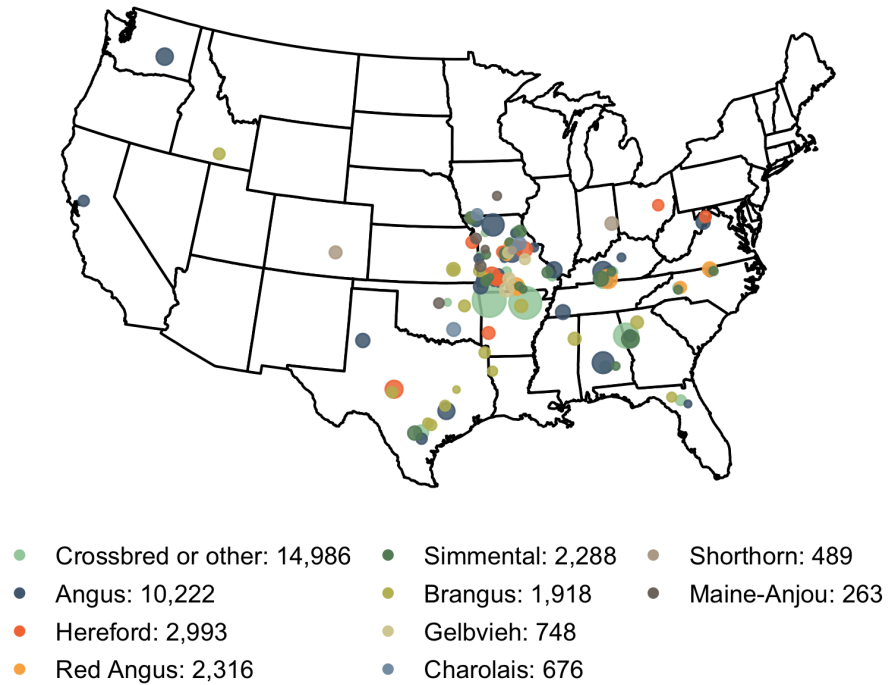 Crossbred or other: 14,986
Angus: 10,222
Hereford: 2,993
Red Angus: 2,316
Simmental: 2,288
Brangus: 1,918
Gelbvieh: 748
Charolais: 676
Shorthorn: 489
Maine-Anjou: 263